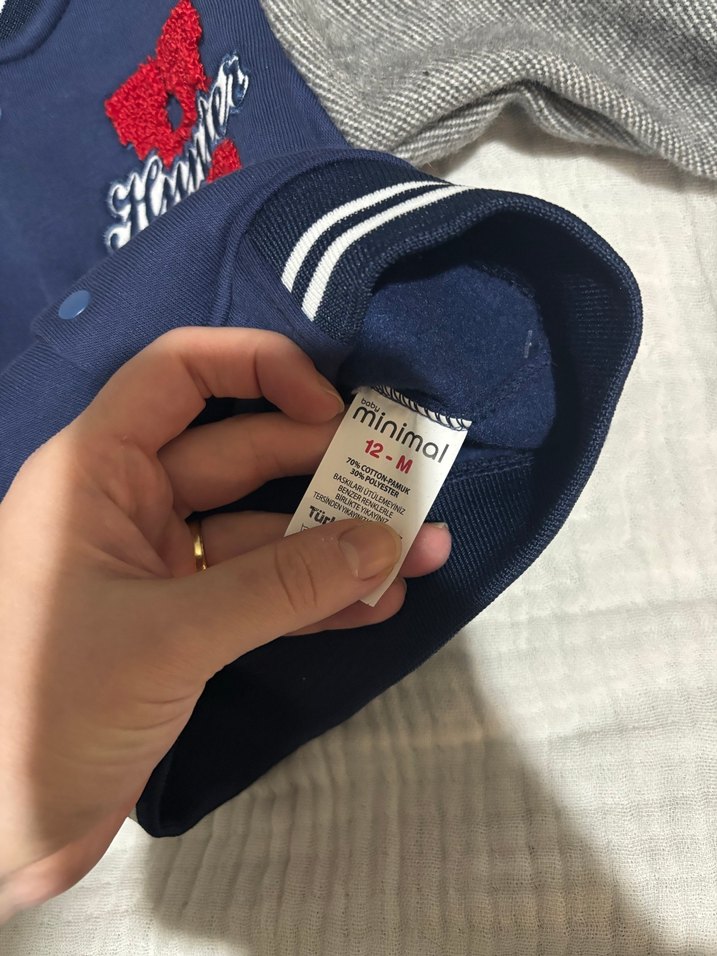 baby
minimal
12 - M
70% COTTON-PAMUK
30% POLYESTER
BASKILARI ÜTÜLEMEYİNİZ
BENZER RENKLERLE
BİRLİKTE YIKAYINIZ
TERSİNDEN YIKAYINIZ